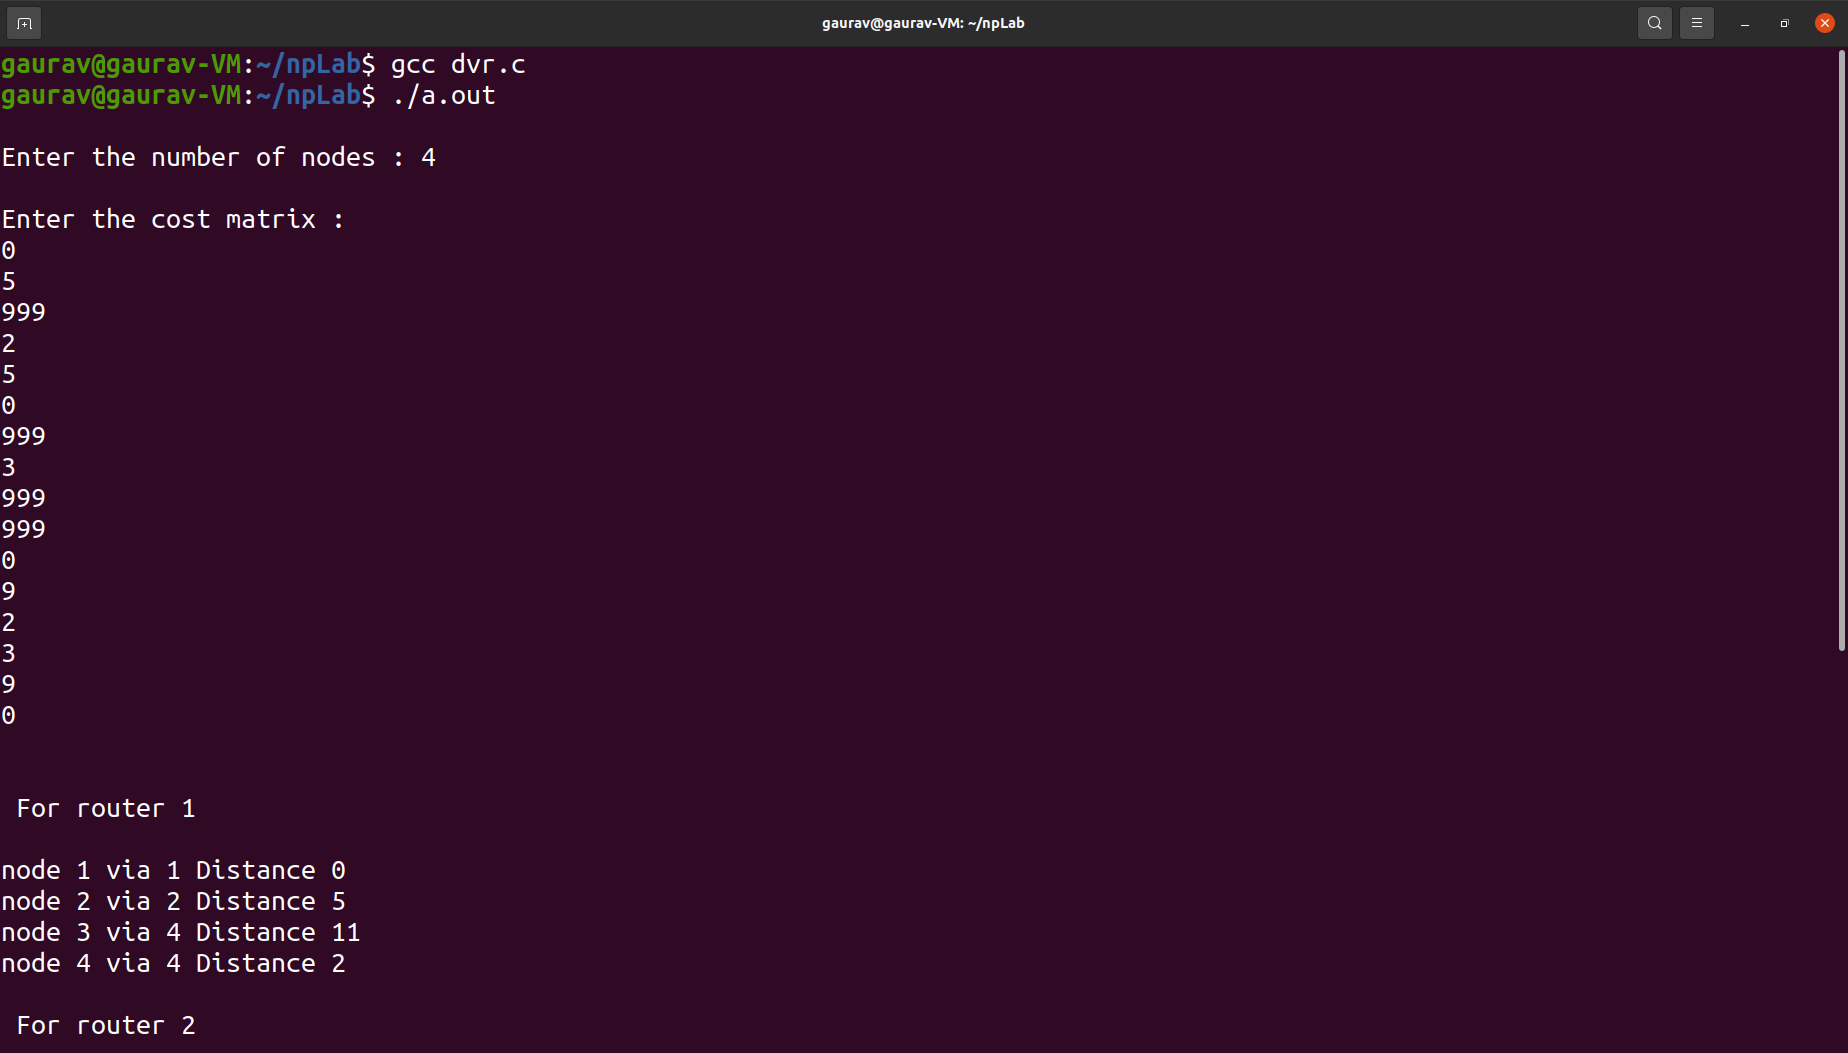 gaurav@gaurav-VM: ~/npLab
gaurav@gaurav-VM:~/npLab$ gcc dvr.c
gaurav@gaurav-VM:~/npLab$ ./a.out
Enter the number of nodes : 4
Enter the cost matrix :
0
5
999
2
5
0
999
3
999
999
0
9
2
3
9
0
For router 1
node 1 via 1 Distance 0
node 2 via 2 Distance 5
node 3 via 4 Distance 11
node 4 via 4 Distance 2
For router 2